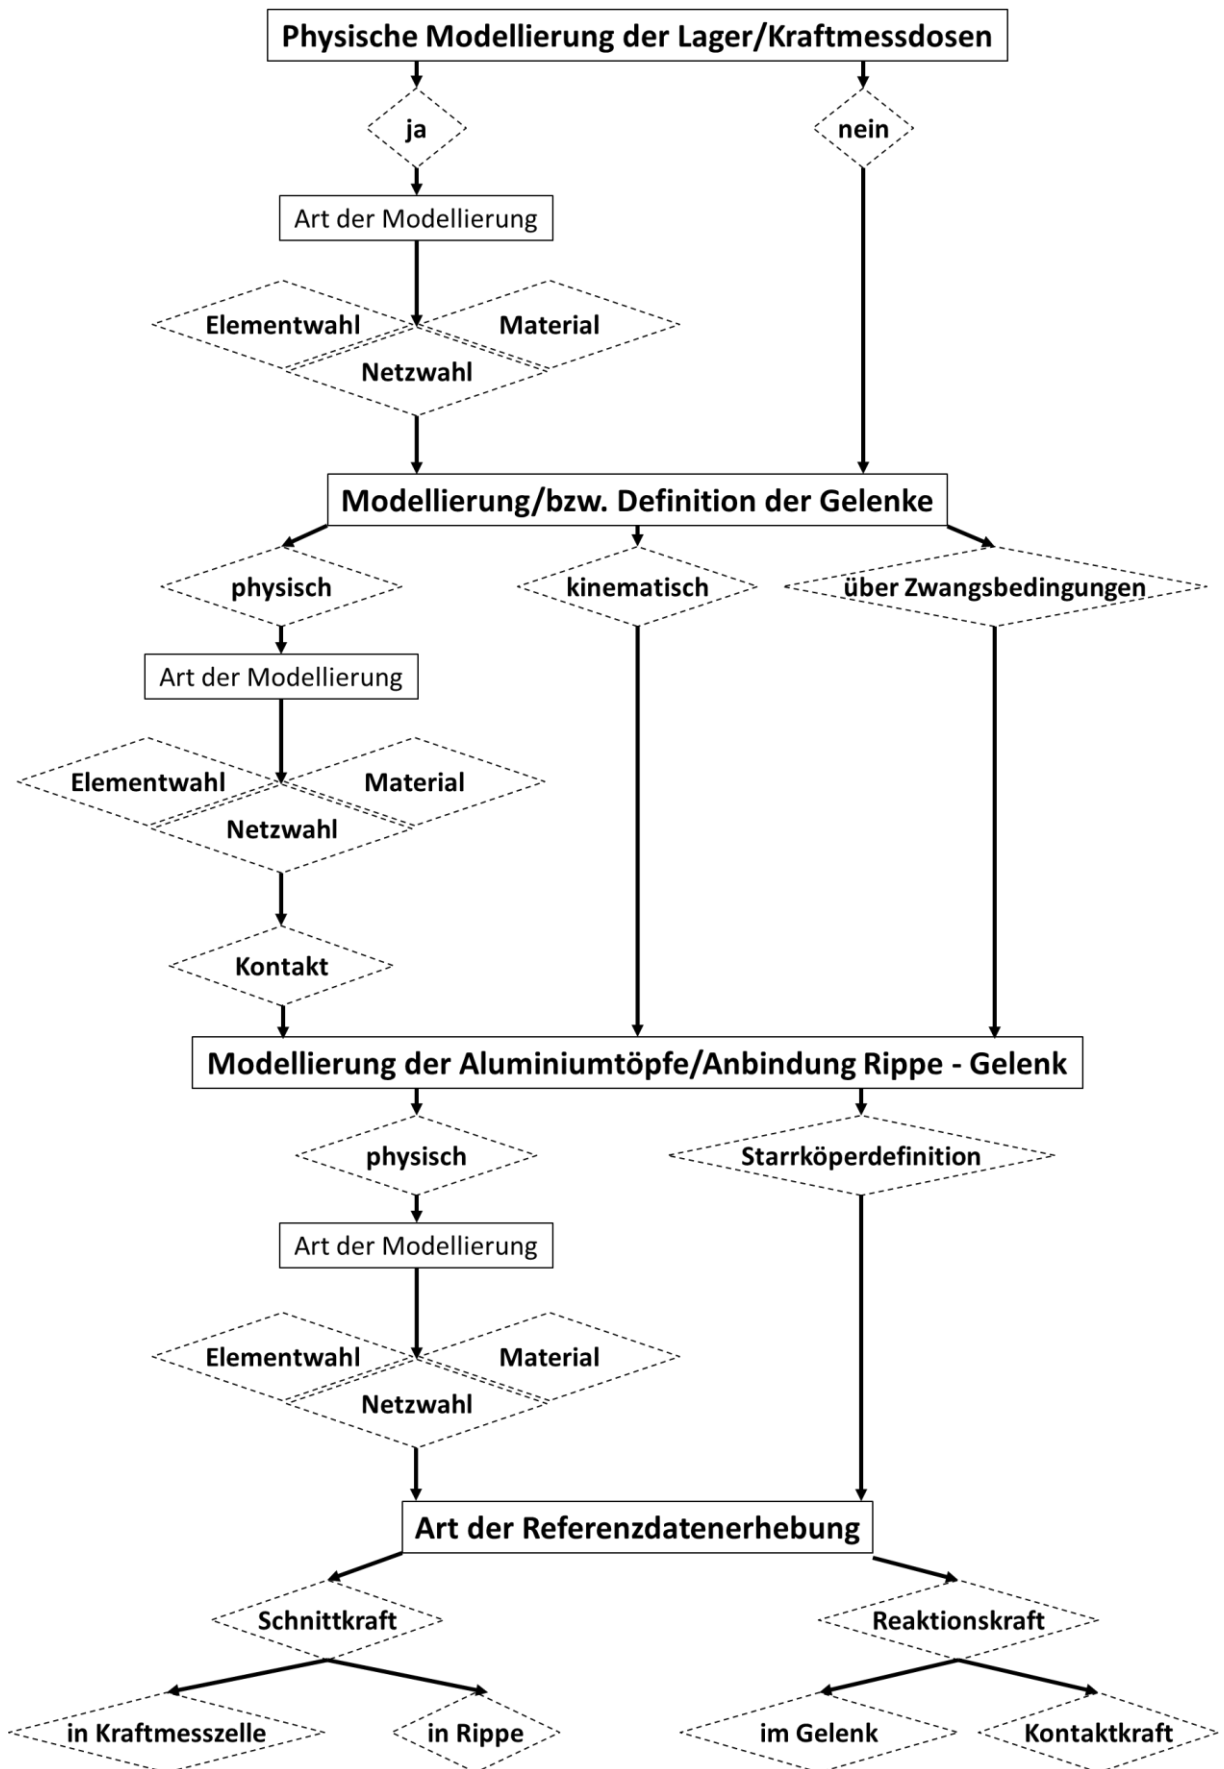 Physische Modellierung der Lager/Kraftmessdosen
ja
nein
Art der Modellierung
Elementwahl
Material
Netzwahl
Modellierung/bzw. Definition der Gelenke
physisch
kinematisch
über Zwangsbedingungen
Art der Modellierung
Elementwahl
Material
Netzwahl
Kontakt
Modellierung der Aluminiumtöpfe/Anbindung Rippe - Gelenk
physisch
Starrköperdefinition
Art der Modellierung
Elementwahl
Material
Netzwahl
Art der Referenzdatenerhebung
Schnittkraft
Reaktionskraft
in Kraftmesszelle
in Rippe
im Gelenk
Kontaktkraft